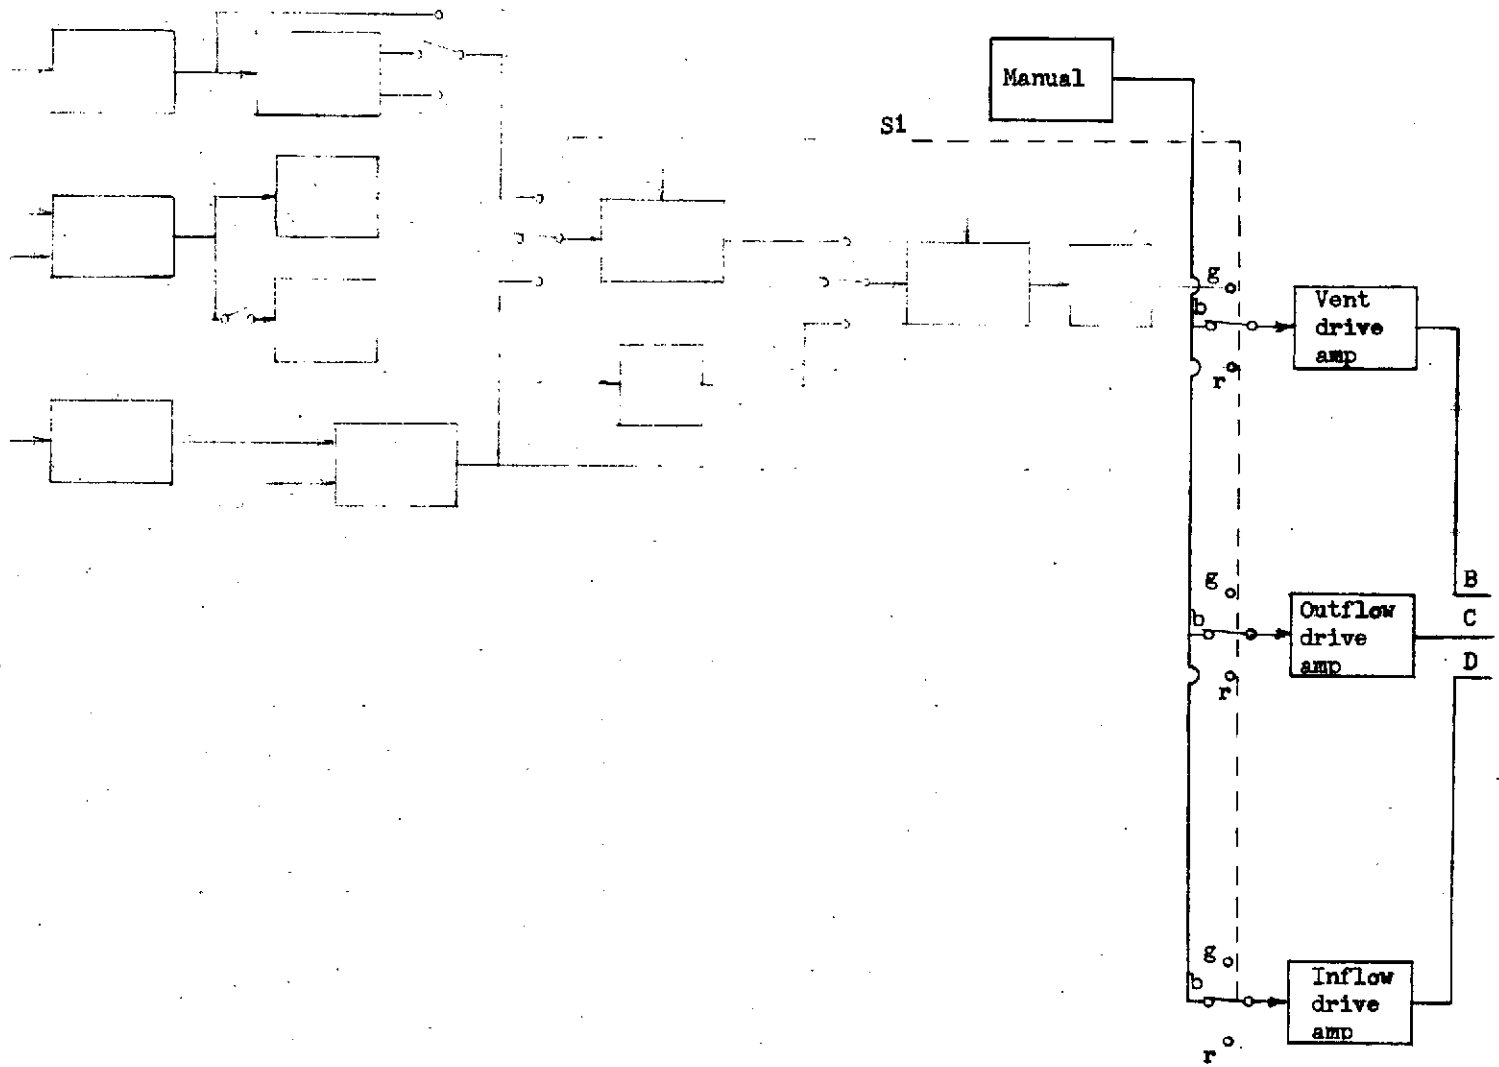 Manual
S1
g
b
r
Vent
drive
amp
B
g
b
r
Outflow
drive
amp
C
D
g
b
r
Inflow
drive
amp